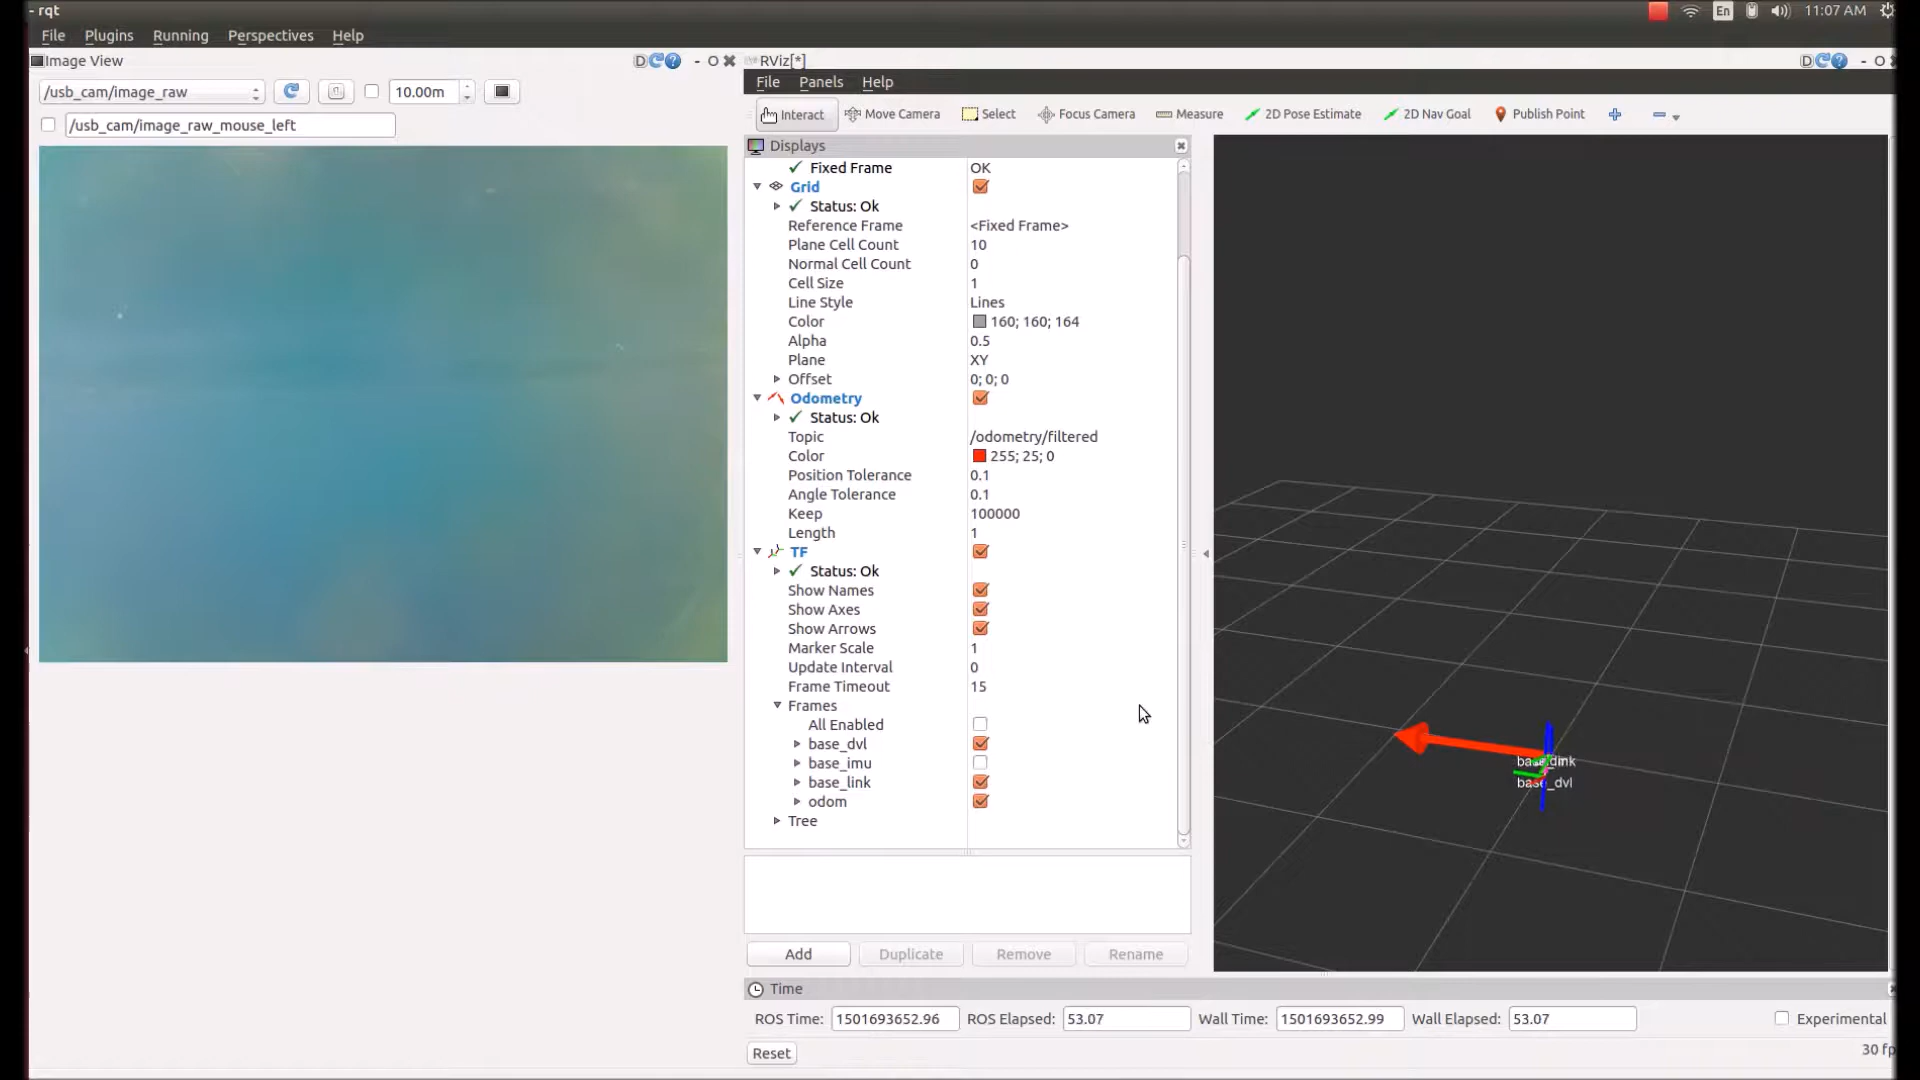 - rqt
En
11:07 AM
File Plugins Running Perspectives Help
Image View
D
- O
/usb_cam/image_raw
10.00m
/usb_cam/image_raw_mouse_left
RViz[*]
D
- O
File Panels Help
Interact Move Camera Select Focus Camera Measure 2D Pose Estimate 2D Nav Goal Publish Point
Displays
Fixed Frame OK
Grid
Status: Ok
Reference Frame <Fixed Frame>
Plane Cell Count 10
Normal Cell Count 0
Cell Size 1
Line Style Lines
Color 160; 160; 164
Alpha 0.5
Plane XY
Offset 0; 0; 0
Odometry
Status: Ok
Topic /odometry/filtered
Color 255; 25; 0
Position Tolerance 0.1
Angle Tolerance 0.1
Keep 100000
Length 1
TF
Status: Ok
Show Names
Show Axes
Show Arrows
Marker Scale 1
Update Interval 0
Frame Timeout 15
Frames
All Enabled
base_dvl
base_imu
base_link
odom
Tree
base_dvl
Add Duplicate Remove Rename
Time
ROS Time: 1501693652.96 ROS Elapsed: 53.07 Wall Time: 1501693652.99 Wall Elapsed: 53.07 Experimental
Reset
30 fp